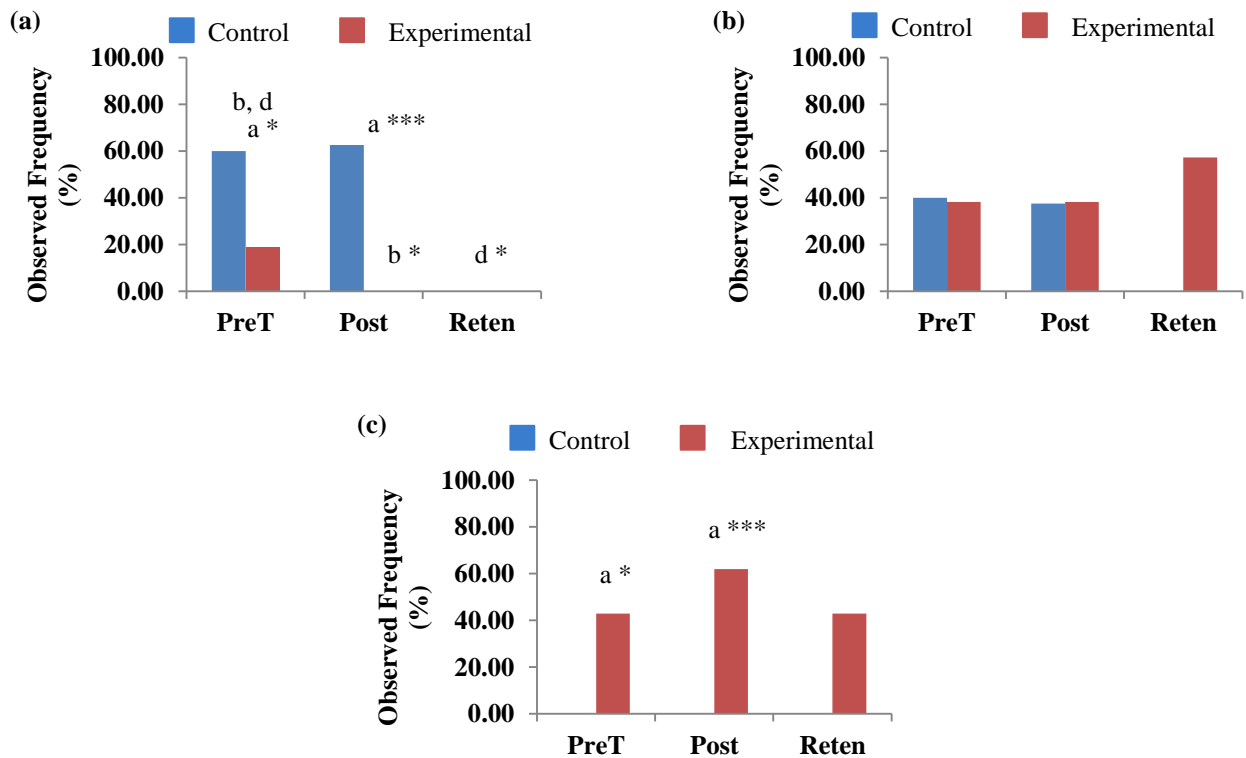 (a)
Control Experimental
Observed Frequency
(%)
100.00
80.00
60.00
40.00
20.00
0.00
b, d
a *
a ***
b *
d *
PreT Post Reten
(b)
Control Experimental
Observed Frequency
(%)
100.00
80.00
60.00
40.00
20.00
0.00
PreT Post Reten
(c)
Control Experimental
Observed Frequency
(%)
100.00
80.00
60.00
40.00
20.00
0.00
a *
a ***
PreT Post Reten